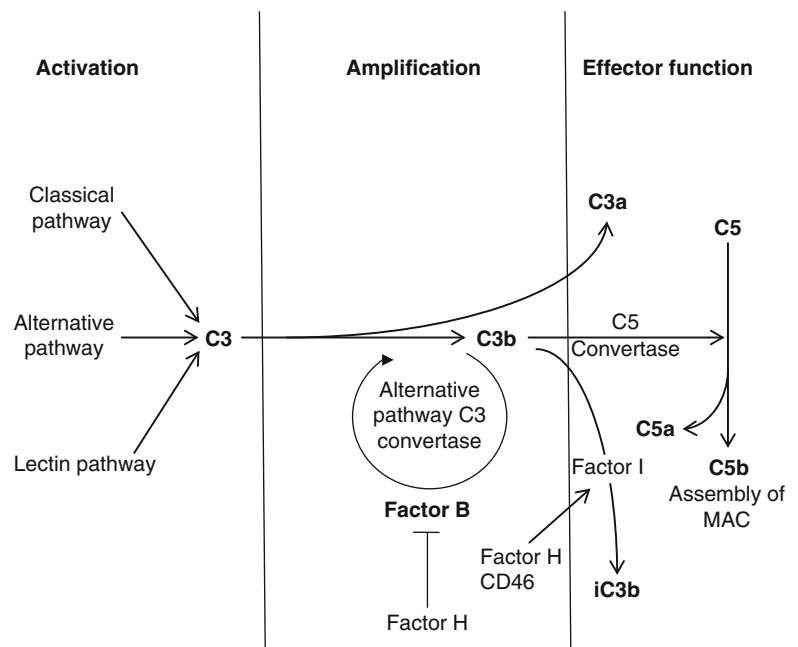 Activation
Amplification
Effector function
Classical
pathway
Alternative
pathway
Lectin pathway
C3
C3b
Alternative
pathway C3
convertase
Factor B
Factor H
C3a
C5
C5
Convertase
C5a
C5b
Assembly of
MAC
Factor I
Factor H
CD46
iC3b